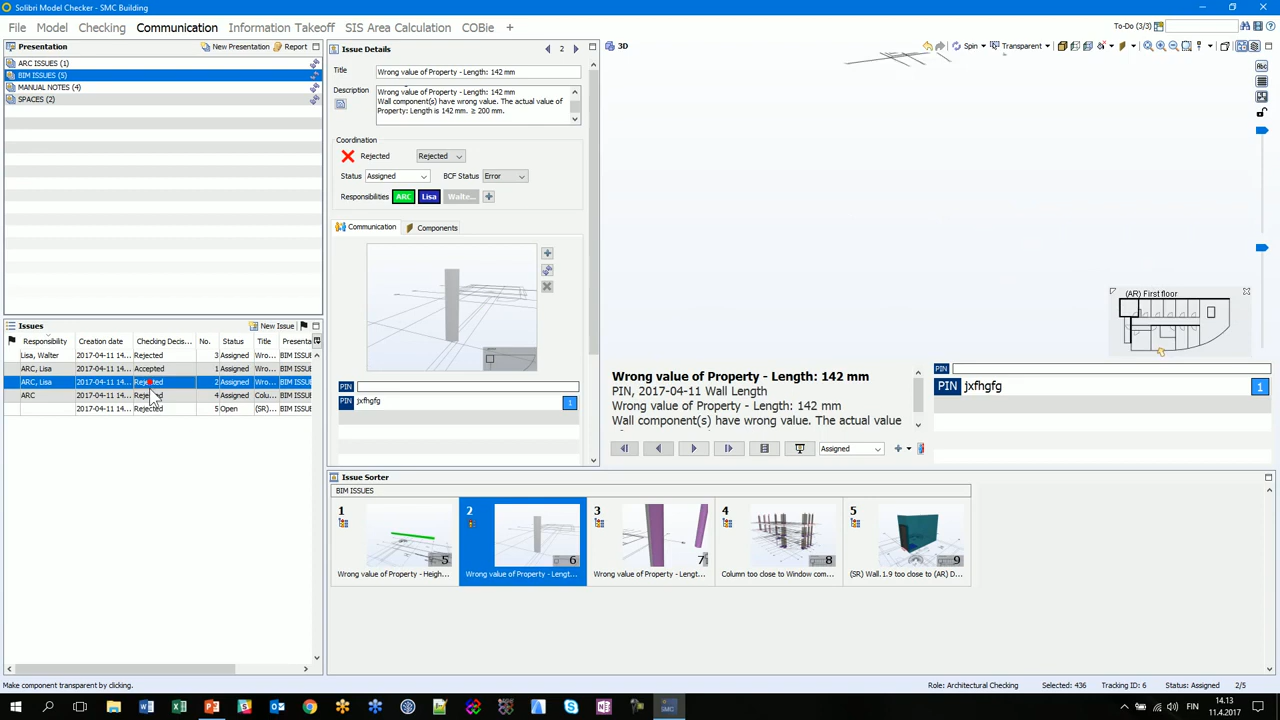 Solibri Model Checker - SMC Building
File Model Checking Communication Information Takeoff SIS Area Calculation COBie
To-Do (3/3)
Presentation
New Presentation Report
ARC ISSUES (1)
BIM ISSUES (5)
MANUAL NOTES (4)
SPACES (2)
Issues
New Issue
Responsibility Creation date Checking Decis... No. Status Title Presenta
Lisa, Walter 2017-04-11 14... Rejected 3 Assigned Wro... BIM ISSUE
ARC, Lisa 2017-04-11 14... Accepted 1 Assigned Wro... BIM ISSUE
ARC, Lisa 2017-04-11 14... Rejected 2 Assigned Wro... BIM ISSUE
ARC 2017-04-11 14... Rejected 4 Assigned Colu... BIM ISSUE
2017-04-11 14... Rejected 5 Open (SR)... BIM ISSUE
Issue Details
2
Title Wrong value of Property - Length: 142 mm
Description
Wrong value of Property - Length: 142 mm
Wall component(s) have wrong value. The actual value of
Property: Length is 142 mm. ≥ 200 mm.
Coordination
Rejected Rejected
Status Assigned BCF Status Error
Responsibilities ARC Lisa Walte...
Communication Components
PIN
PIN jxfhgfg 1
3D
Spin Transparent
Abc
(AR) First floor
Wrong value of Property - Length: 142 mm
PIN, 2017-04-11 Wall Length
Wrong value of Property - Length: 142 mm
Wall component(s) have wrong value. The actual value
Assigned
PIN
PIN jxfhgfg 1
Issue Sorter
BIM ISSUES
1 5
Wrong value of Property - Heigh...
2 6
Wrong value of Property - Lengt...
3 7
Wrong value of Property - Lengt...
4 8
Column too close to Window com...
5 9
(SR) Wall.1.9 too close to (AR) D...
Make component transparent by clicking.
Role: Architectural Checking Selected: 436 Tracking ID: 6 Status: Assigned 2/5
FIN
14.13
11.4.2017